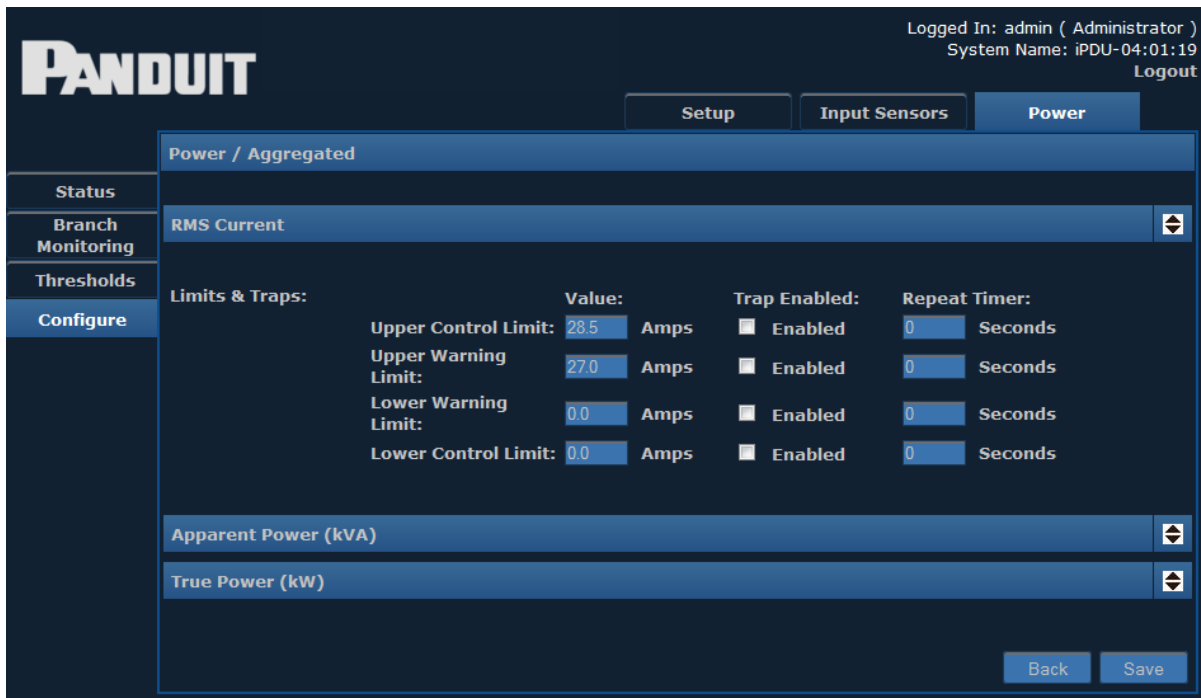 PANDUIT
Logged In: admin ( Administrator )
System Name: iPDU-04:01:19
Logout
Setup
Input Sensors
Power
Power / Aggregated
Status
Branch
Monitoring
Thresholds
Configure
RMS Current
Limits & Traps: Value: Trap Enabled: Repeat Timer:
Upper Control Limit: 28.5 Amps Enabled 0 Seconds
Upper Warning
Limit: 27.0 Amps Enabled 0 Seconds
Lower Warning
Limit: 0.0 Amps Enabled 0 Seconds
Lower Control Limit: 0.0 Amps Enabled 0 Seconds
Apparent Power (kVA)
True Power (kW)
Back Save